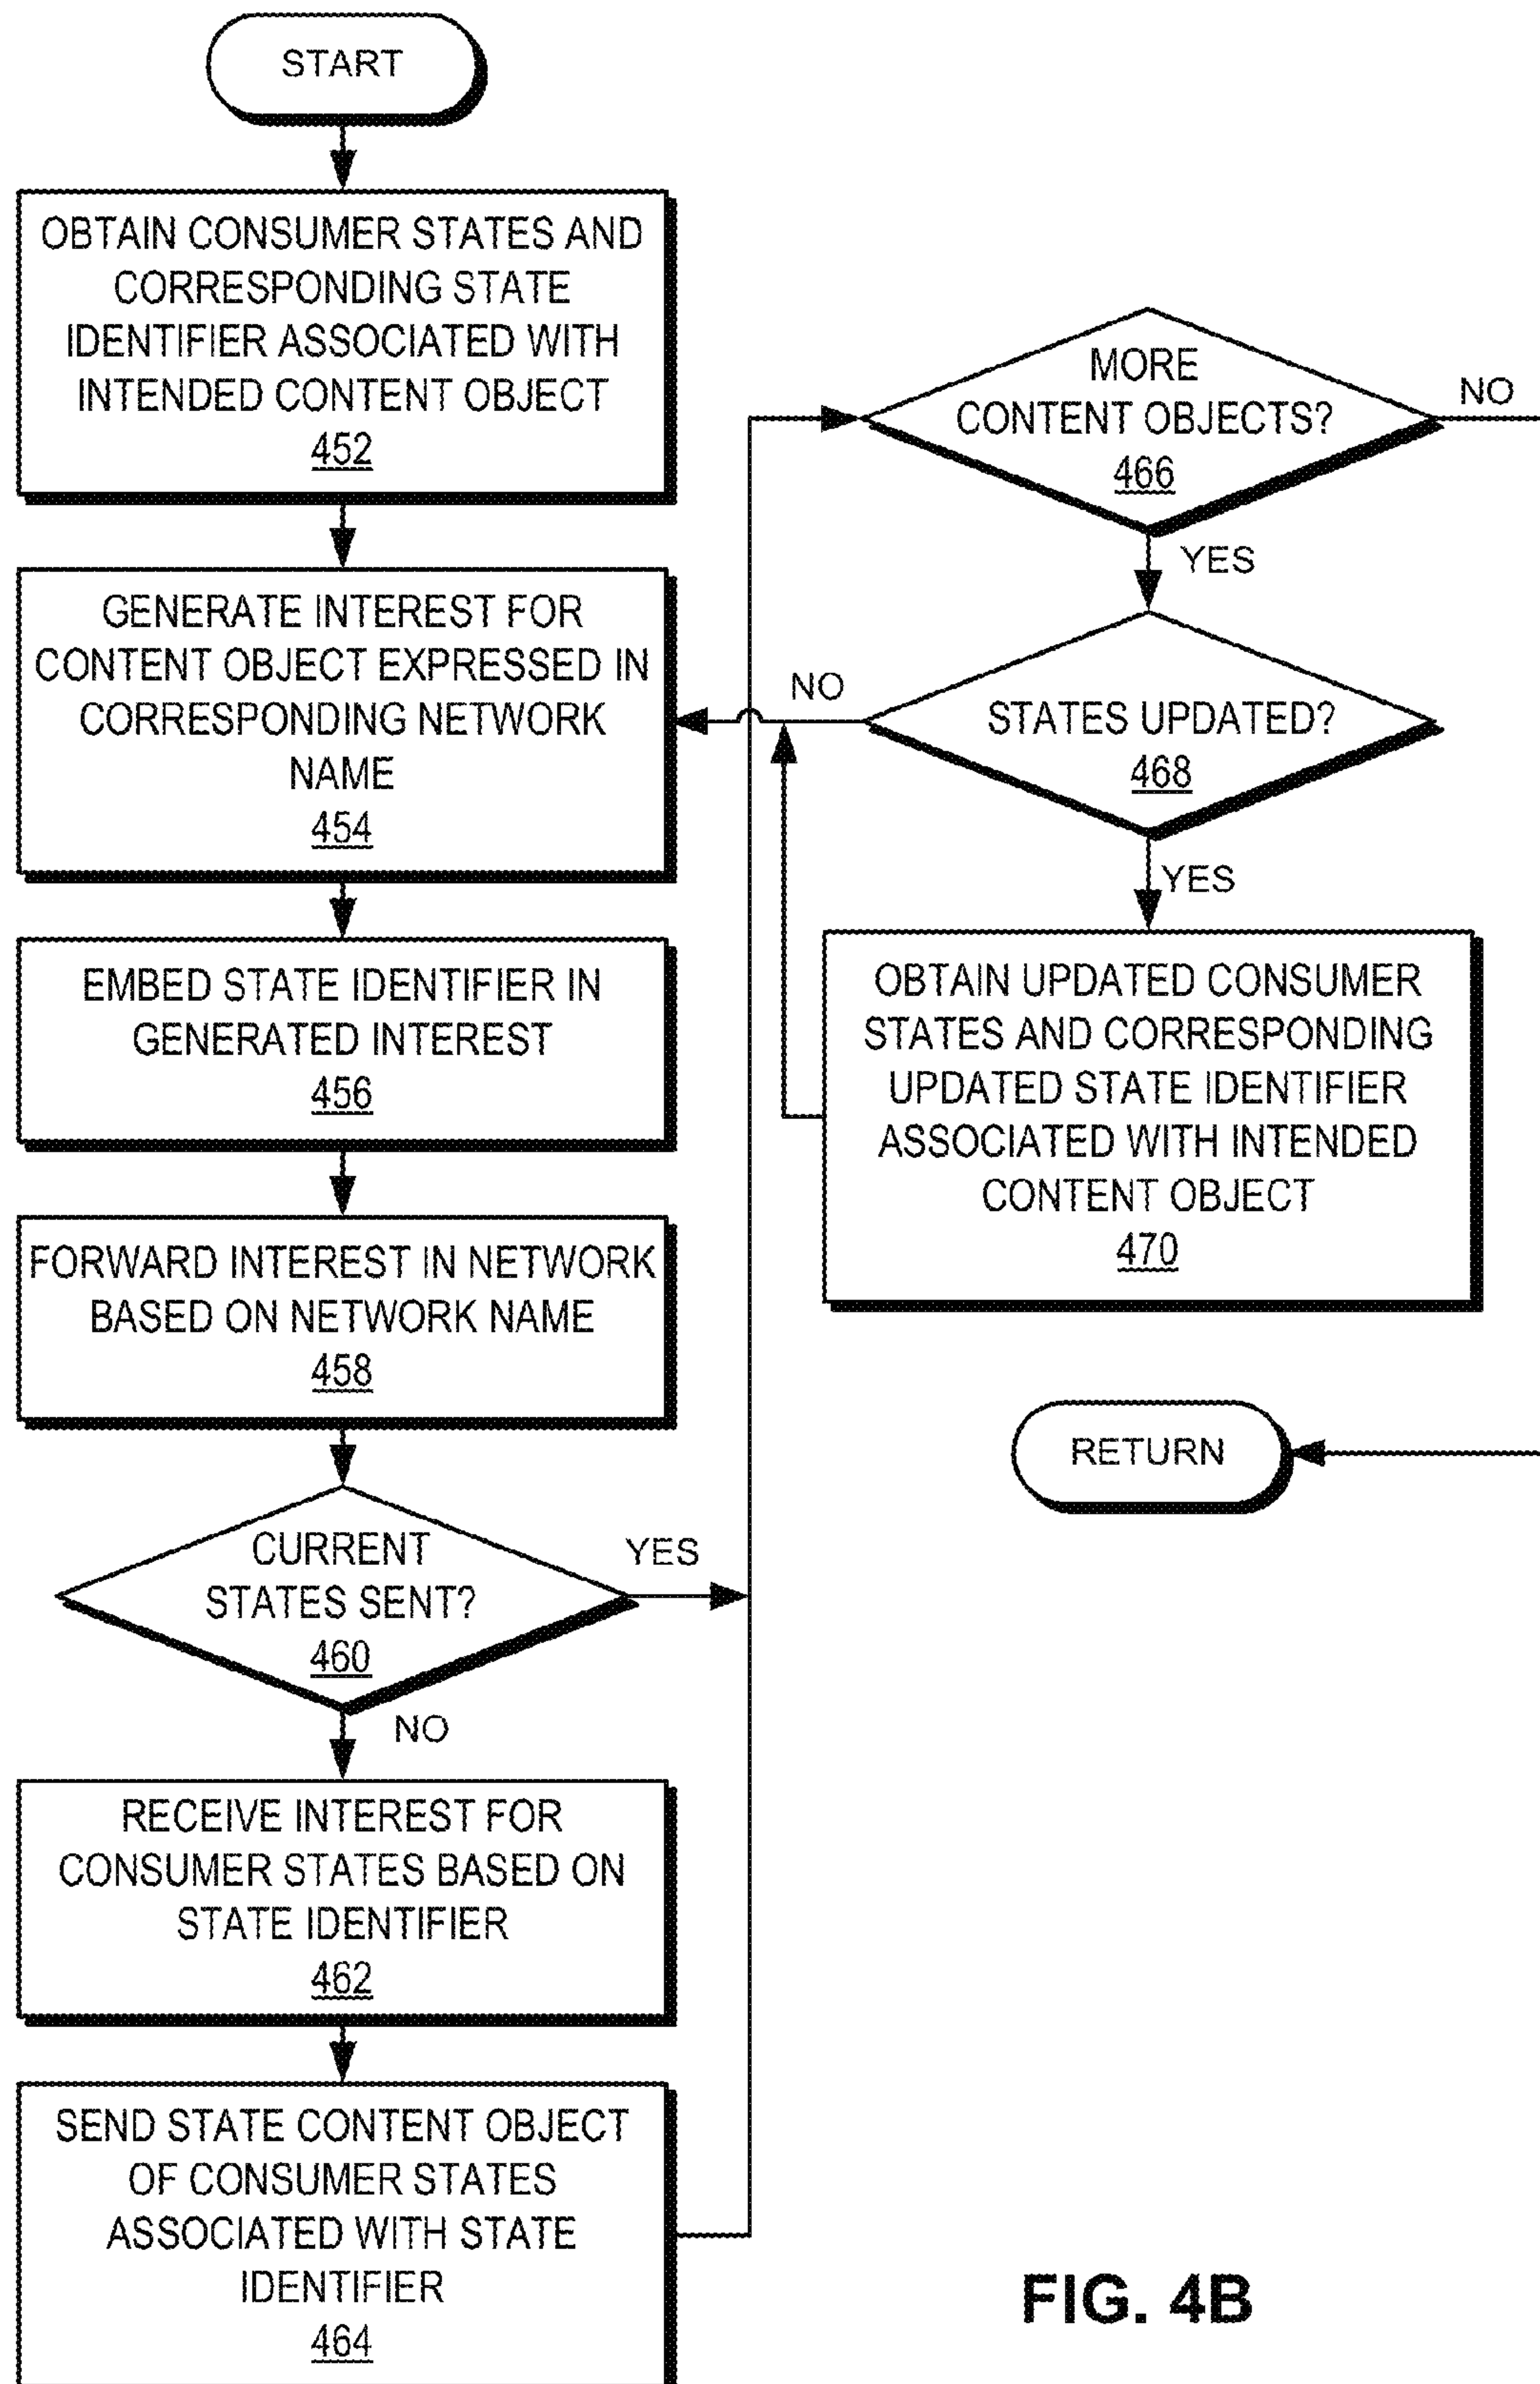 START
OBTAIN CONSUMER STATES AND
CORRESPONDING STATE
IDENTIFIER ASSOCIATED WITH
INTENDED CONTENT OBJECT
452
GENERATE INTEREST FOR
CONTENT OBJECT EXPRESSED IN
CORRESPONDING NETWORK
NAME
454
EMBED STATE IDENTIFIER IN
GENERATED INTEREST
456
FORWARD INTEREST IN NETWORK
BASED ON NETWORK NAME
458
CURRENT
STATES SENT?
460
YES
NO
RECEIVE INTEREST FOR
CONSUMER STATES BASED ON
STATE IDENTIFIER
462
SEND STATE CONTENT OBJECT
OF CONSUMER STATES
ASSOCIATED WITH STATE
IDENTIFIER
464
MORE
CONTENT OBJECTS?
466
NO
YES
STATES UPDATED?
468
NO
YES
OBTAIN UPDATED CONSUMER
STATES AND CORRESPONDING
UPDATED STATE IDENTIFIER
ASSOCIATED WITH INTENDED
CONTENT OBJECT
470
RETURN
FIG. 4B